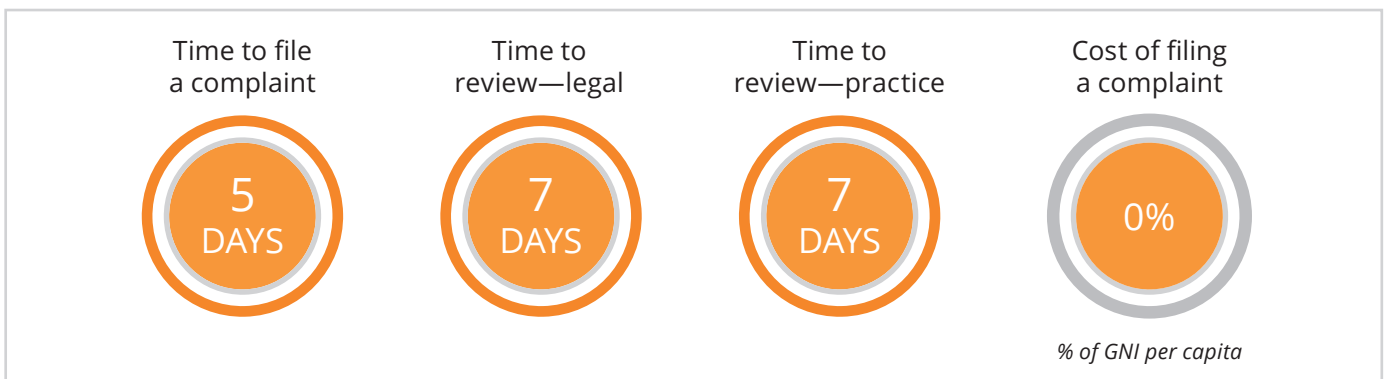 Time to file
a complaint
Time to
review—legal
Time to
review—practice
Cost of filing
a complaint
5
DAYS
7
DAYS
7
DAYS
0%
% of GNI per capita